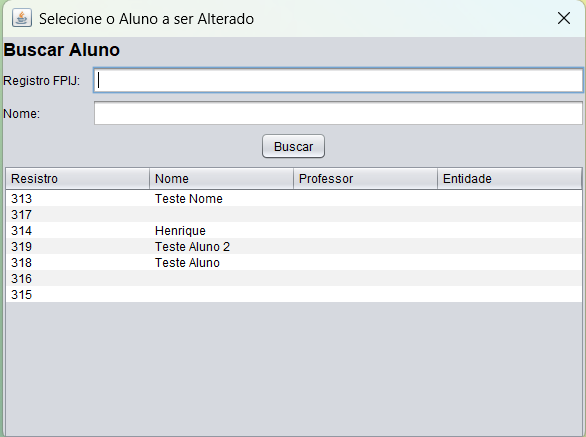 Selecione o Aluno a ser Alterado
Buscar Aluno
Registro FPIJ:
Nome:
Buscar
Resistro Nome Professor Entidade
313 Teste Nome
317
314 Henrique
319 Teste Aluno 2
318 Teste Aluno
316
315